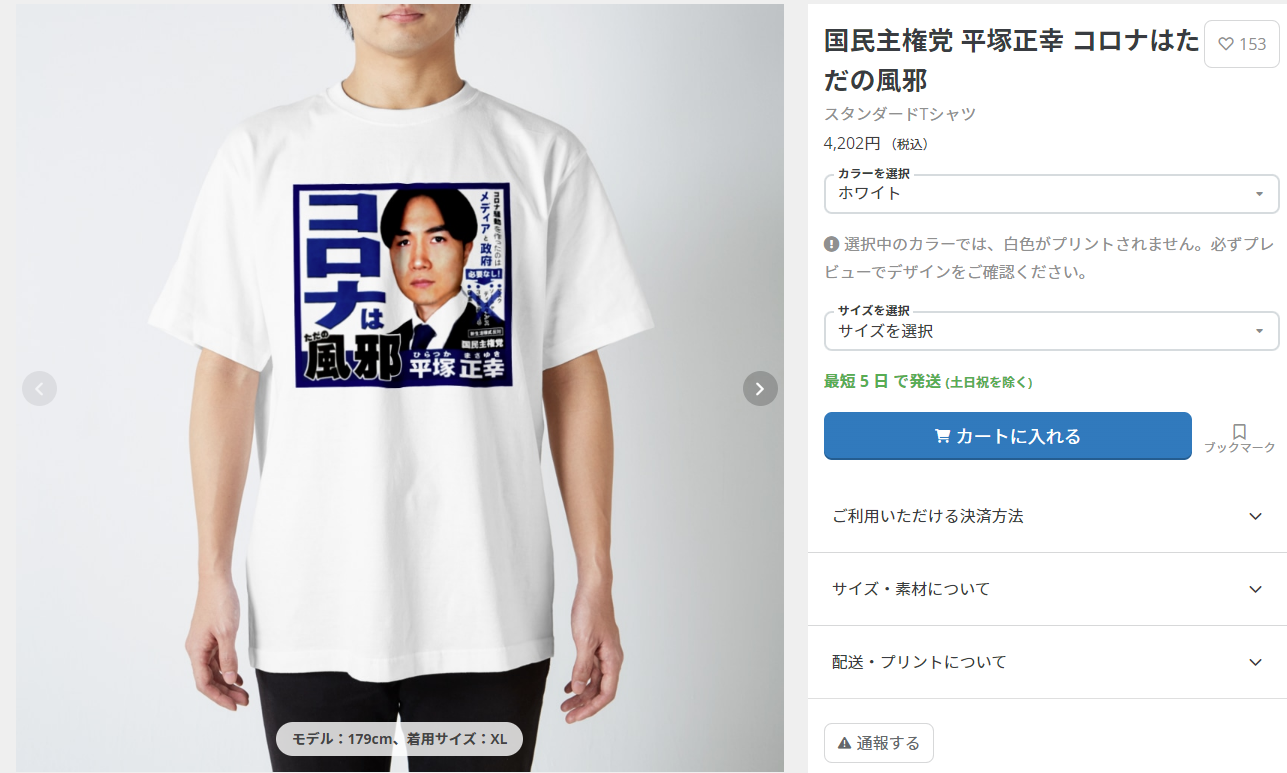 国民主権党 平塚正幸 コロナはた
だの風邪
153
スタンダードTシャツ
4,202円 （税込）
カラーを選択
ホワイト
選択中のカラーでは、白色がプリントされません。必ずプレ
ビューでデザインをご確認ください。
サイズを選択
サイズを選択
最短 5 日 で発送 (土日祝を除く)
カートに入れる
ブックマーク
ご利用いただける決済方法
サイズ・素材について
配送・プリントについて
通報する
コロナは
ただの
風邪
コロナ騒動を作ったのは
メディアと政府
必要なし!
国民主権党
ひらつか まさゆき
平塚 正幸
モデル：179cm、着用サイズ：XL